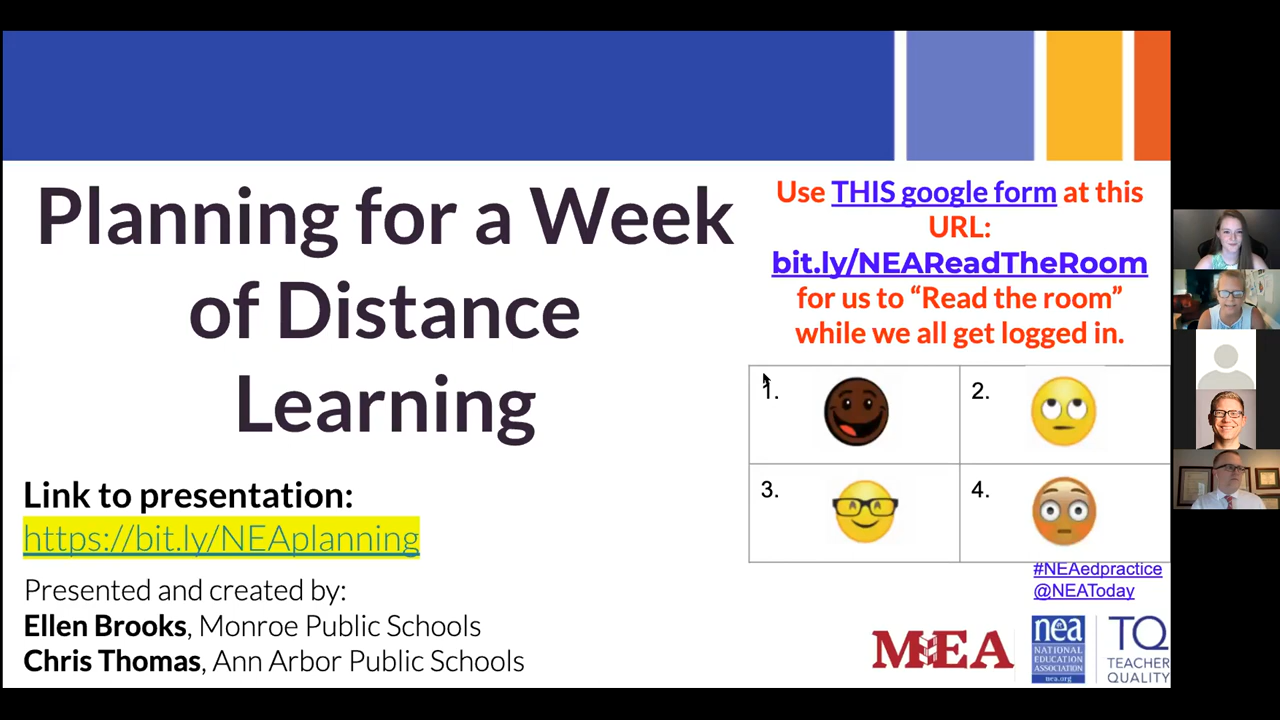 Planning for a Week
of Distance
Learning
Link to presentation:
https://bit.ly/NEAplanning
Presented and created by:
Ellen Brooks, Monroe Public Schools
Chris Thomas, Ann Arbor Public Schools
Use THIS google form at this
URL:
bit.ly/NEAReadTheRoom
for us to “Read the room”
while we all get logged in.
1.
2.
3.
4.
#NEAedpractice
@NEAToday
MEA
nea
NATIONAL
EDUCATION
ASSOCIATION
nea.org
TQ
TEACHER
QUALITY